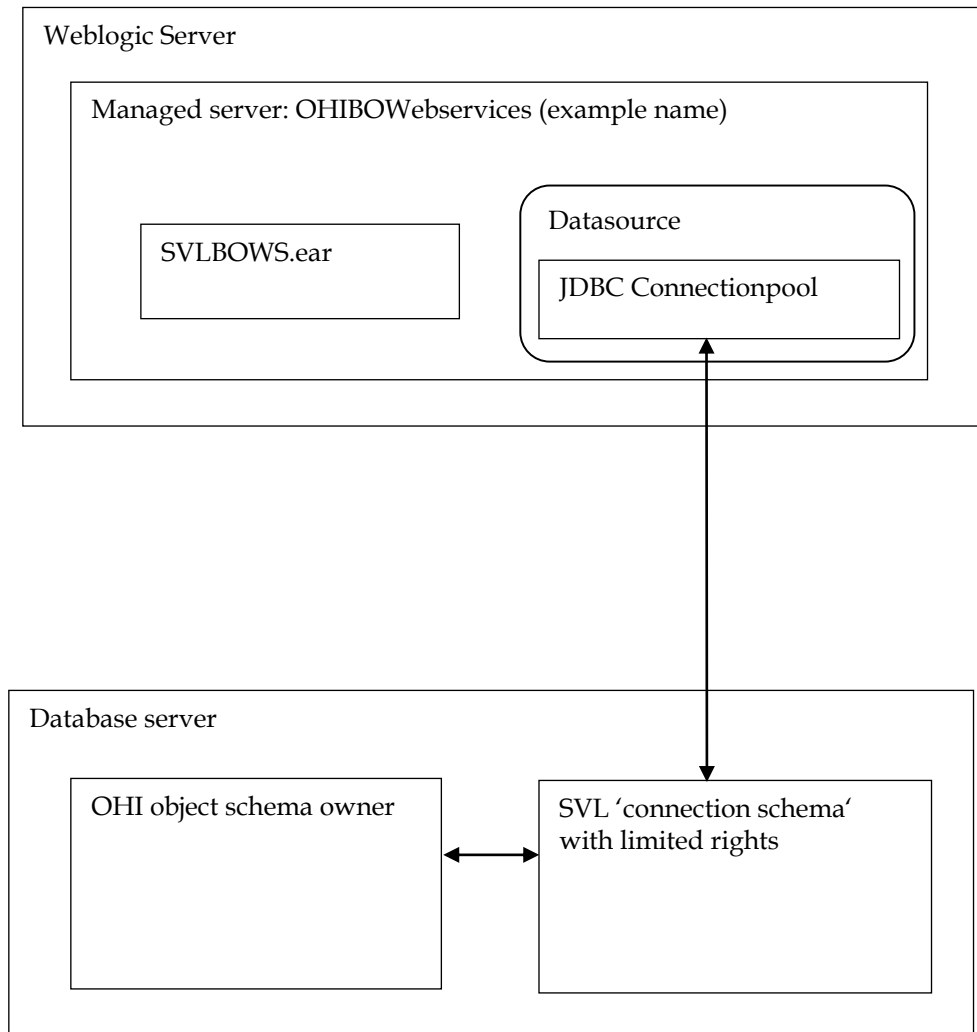 Weblogic Server
Managed server: OHIBOWebservices (example name)
SVLBOWS.ear
Datasource
JDBC Connectionpool
Database server
OHI object schema owner
SVL ‘connection schema‘
with limited rights